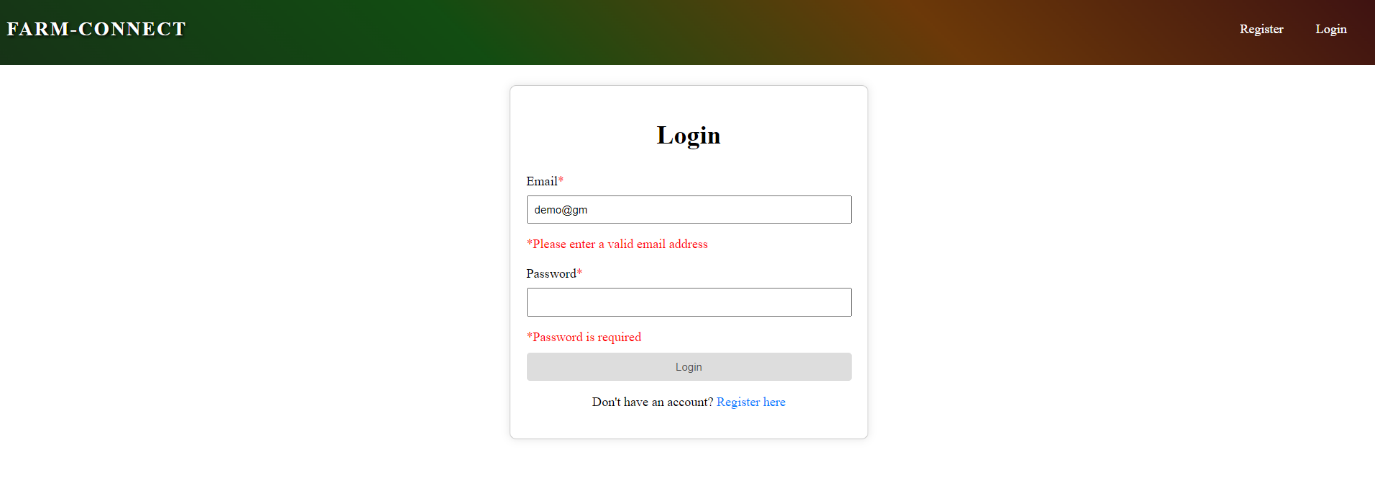 FARM-CONNECT
Register Login
Login
Email*
demo@gm
*Please enter a valid email address
Password*
*Password is required
Login
Don't have an account? Register here